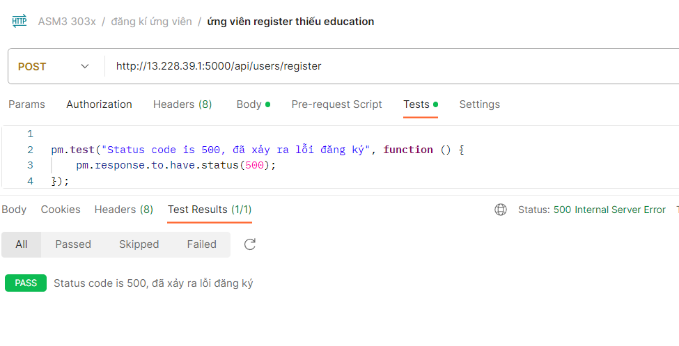 HTTP ASM3 303x / đăng kí ứng viên / ứng viên register thiếu education
POST http://13.228.39.1:5000/api/users/register
Params Authorization Headers (8) Body Pre-request Script Tests Settings
1
2 pm.test("Status code is 500, đã xảy ra lỗi đăng ký", function () {
3 pm.response.to.have.status(500);
4 });
Body Cookies Headers (8) Test Results (1/1) Status: 500 Internal Server Error
All Passed Skipped Failed
PASS Status code is 500, đã xảy ra lỗi đăng ký